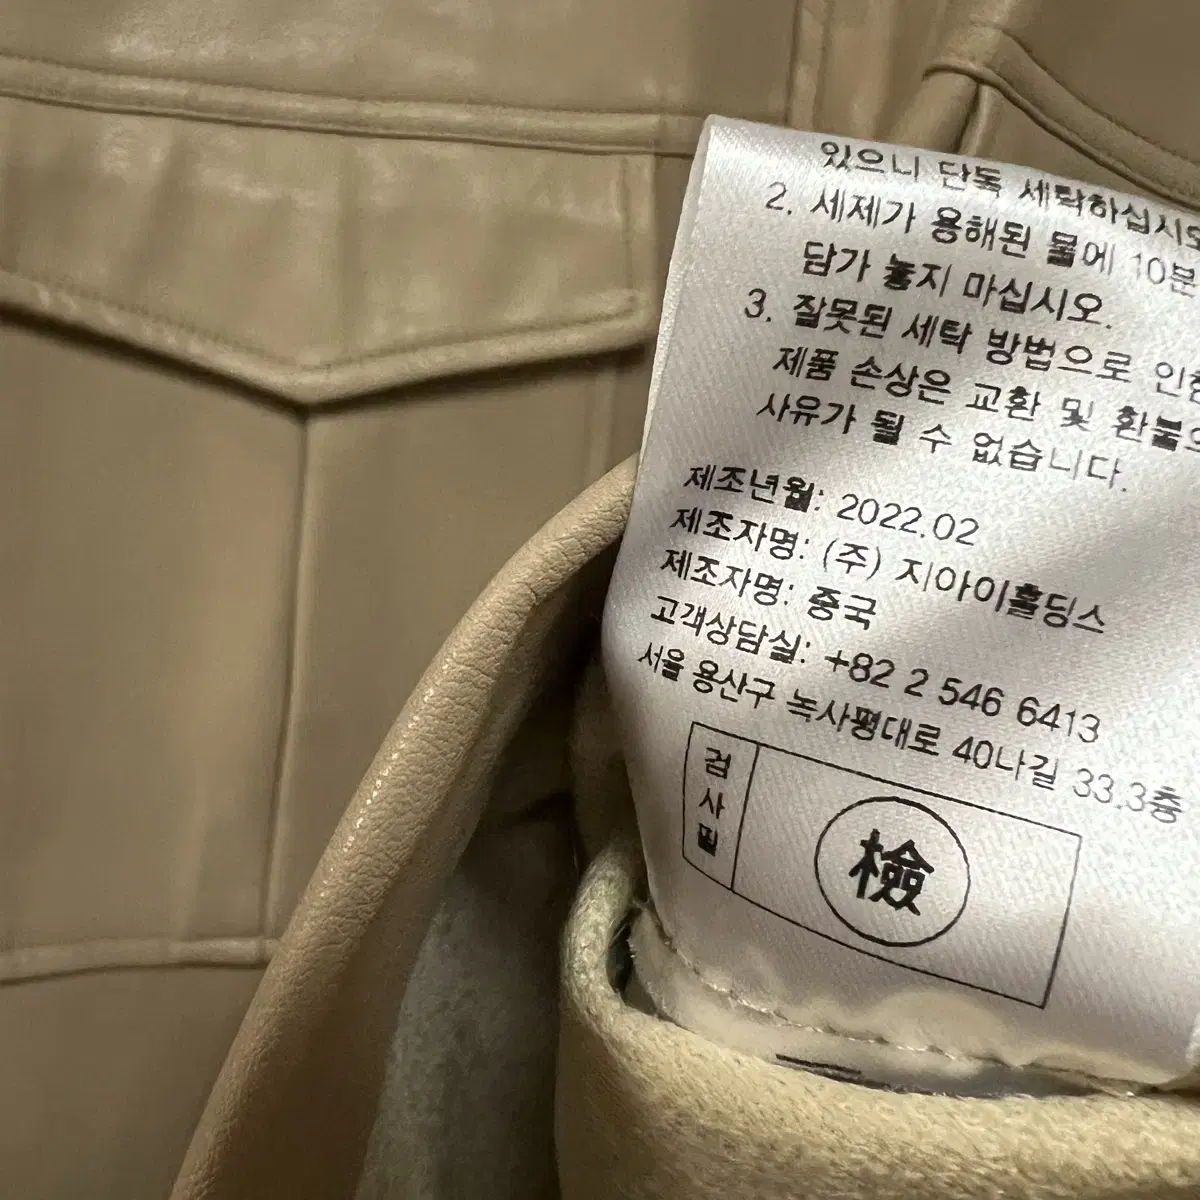 있으니 단독 세탁하십시오
2. 세제가 용해된 물에 10분
담가 놓지 마십시오.
3. 잘못된 세탁 방법으로 인한
제품 손상은 교환 및 환불의
사유가 될 수 없습니다.
제조년월: 2022.02
제조자명: (주) 지아이홀딩스
제조자명: 중국
고객상담실: +82 2 546 6413
서울 용산구 녹사평대로 40나길 33.3층
검사필
檢